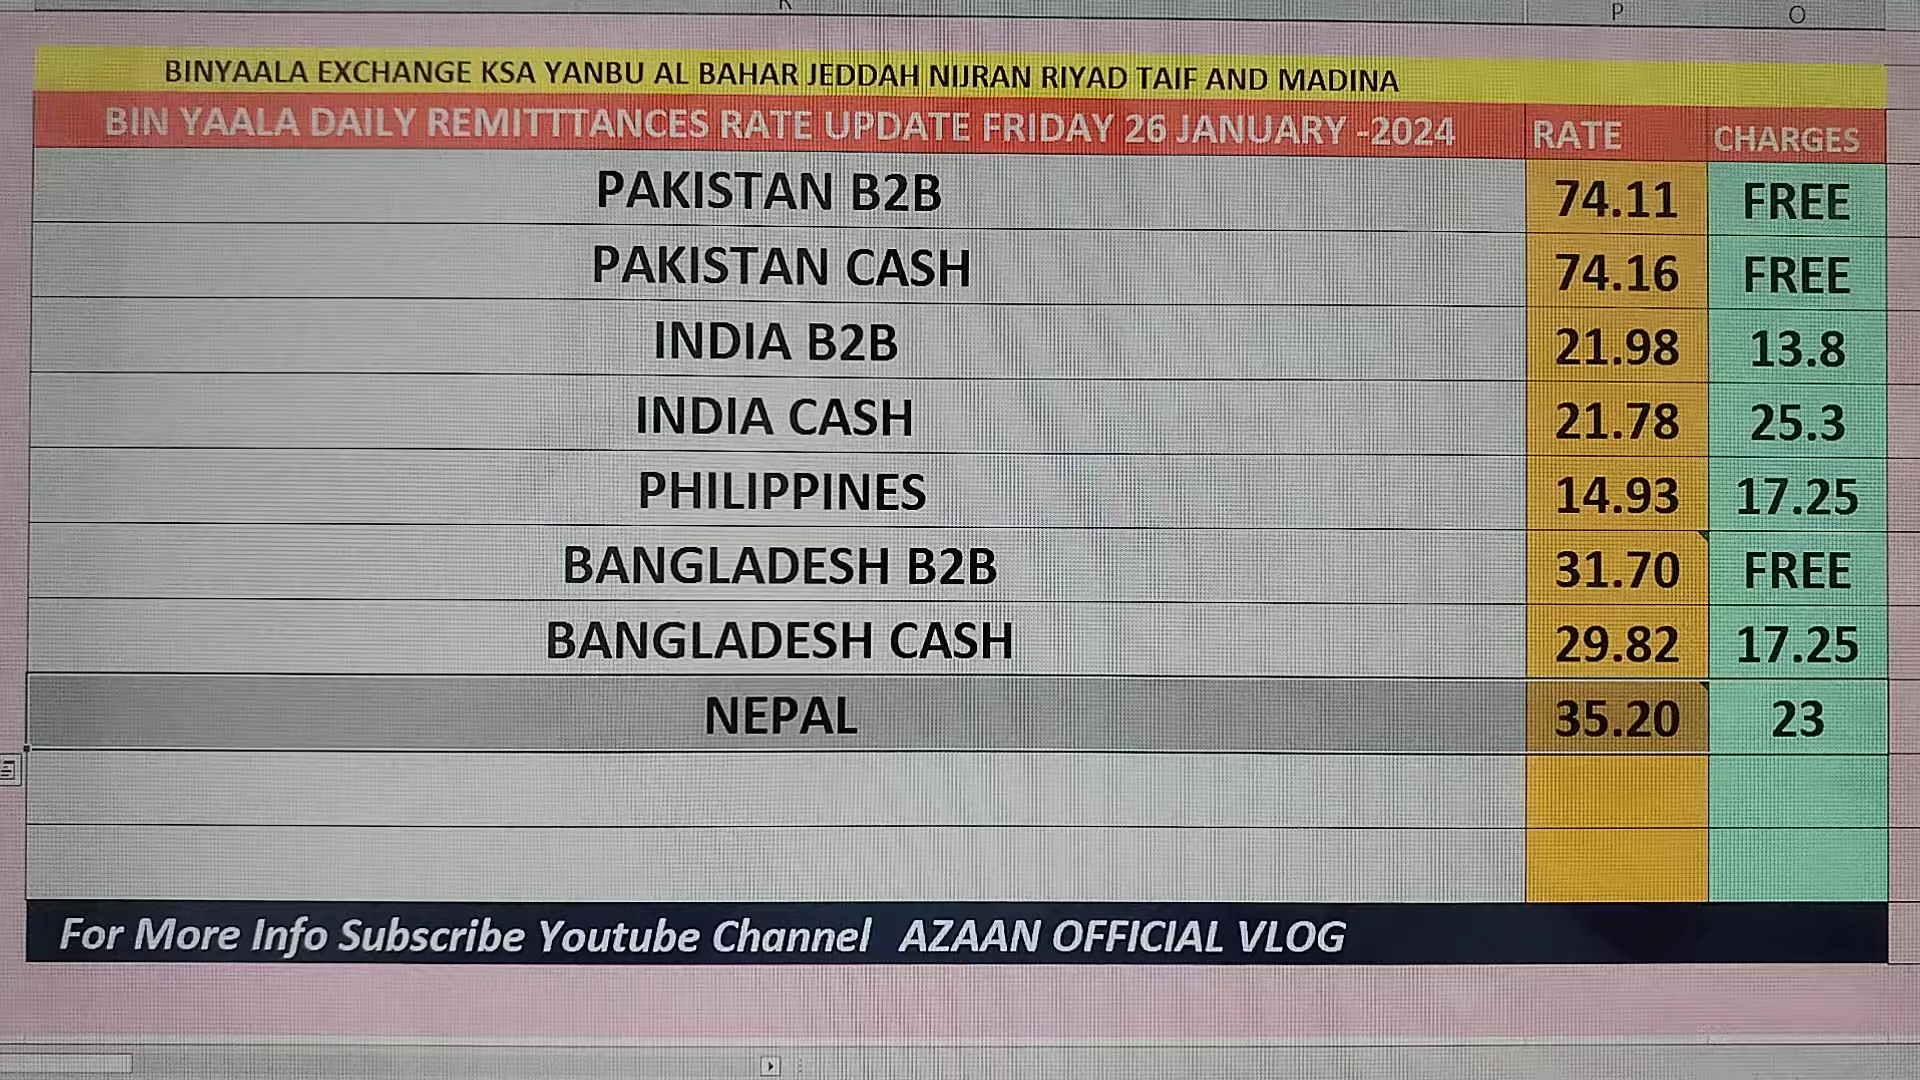 P O
BINYAALA EXCHANGE KSA YANBU AL BAHAR JEDDAH NIJRAN RIYAD TAIF AND MADINA
BIN YAALA DAILY REMITTTANCES RATE UPDATE FRIDAY 26 JANUARY -2024 RATE CHARGES
PAKISTAN B2B 74.11 FREE
PAKISTAN CASH 74.16 FREE
INDIA B2B 21.98 13.8
INDIA CASH 21.78 25.3
PHILIPPINES 14.93 17.25
BANGLADESH B2B 31.70 FREE
BANGLADESH CASH 29.82 17.25
NEPAL 35.20 23
For More Info Subscribe Youtube Channel AZAAN OFFICIAL VLOG